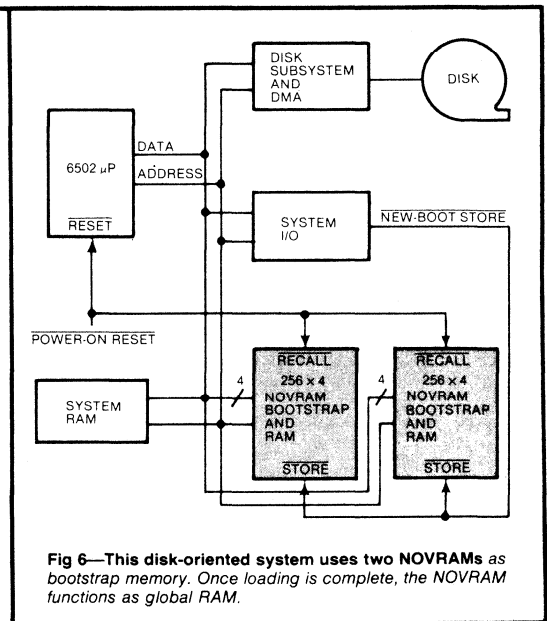 DISK
SUBSYSTEM
AND
DMA
DISK
6502 µP
DATA
ADDRESS
RESET
SYSTEM
I/O
NEW-BOOT STORE
POWER-ON RESET
SYSTEM
RAM
4
RECALL
256 x 4
NOVRAM
BOOTSTRAP
AND
RAM
STORE
4
RECALL
256 x 4
NOVRAM
BOOTSTRAP
AND
RAM
STORE
Fig 6—This disk-oriented system uses two NOVRAMs as
bootstrap memory. Once loading is complete, the NOVRAM
functions as global RAM.